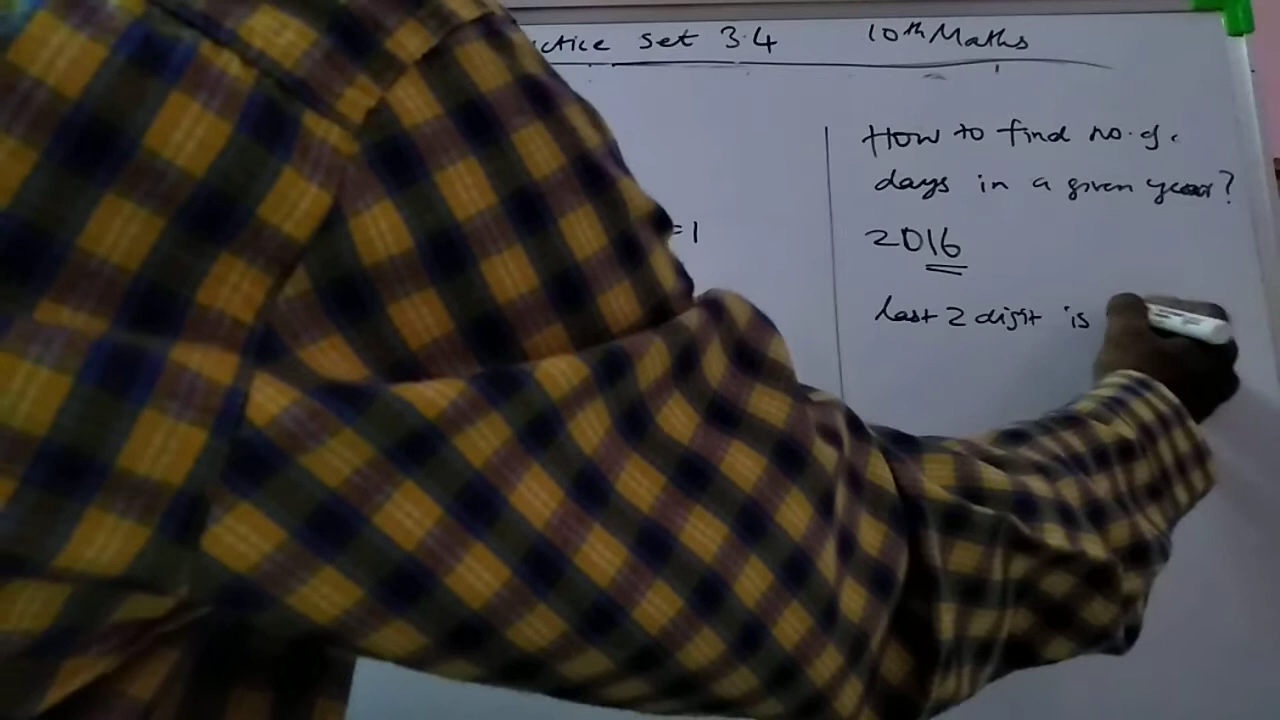 ctice set 3.4 10th Maths
=1
How to find no. of.
days in a given year?
2016
last 2 digit is